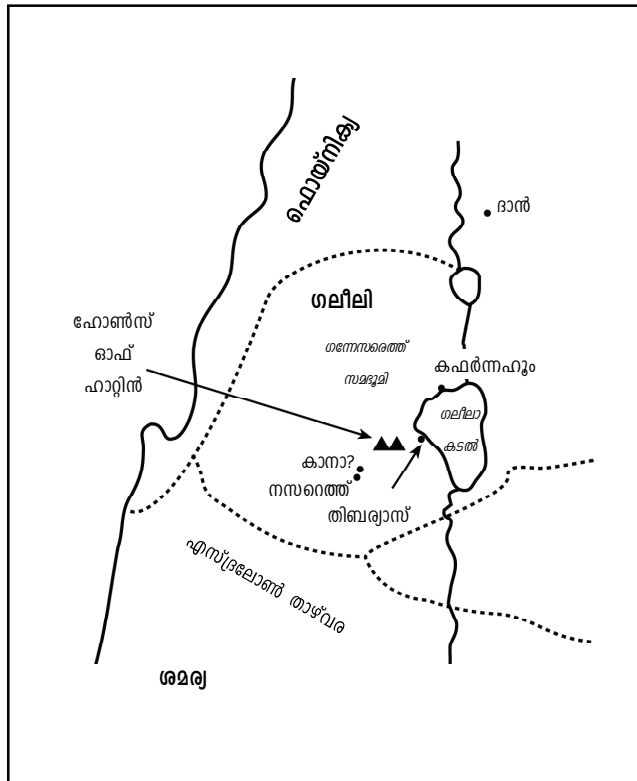 ഫൊയ്നിക്യ
ദാൻ
ഗലീലി
ഹോൺസ്
ഓഫ്
ഹാറ്റിൻ
ഗന്നേസരെത്ത്
സമഭൂമി
കഫർന്നഹൂം
ഗലീലാ
കടൽ
കാനാ?
നസറെത്ത്
തിബര്യാസ്
എസ്ദ്രലോൺ താഴ്‌വര
ശമര്യ